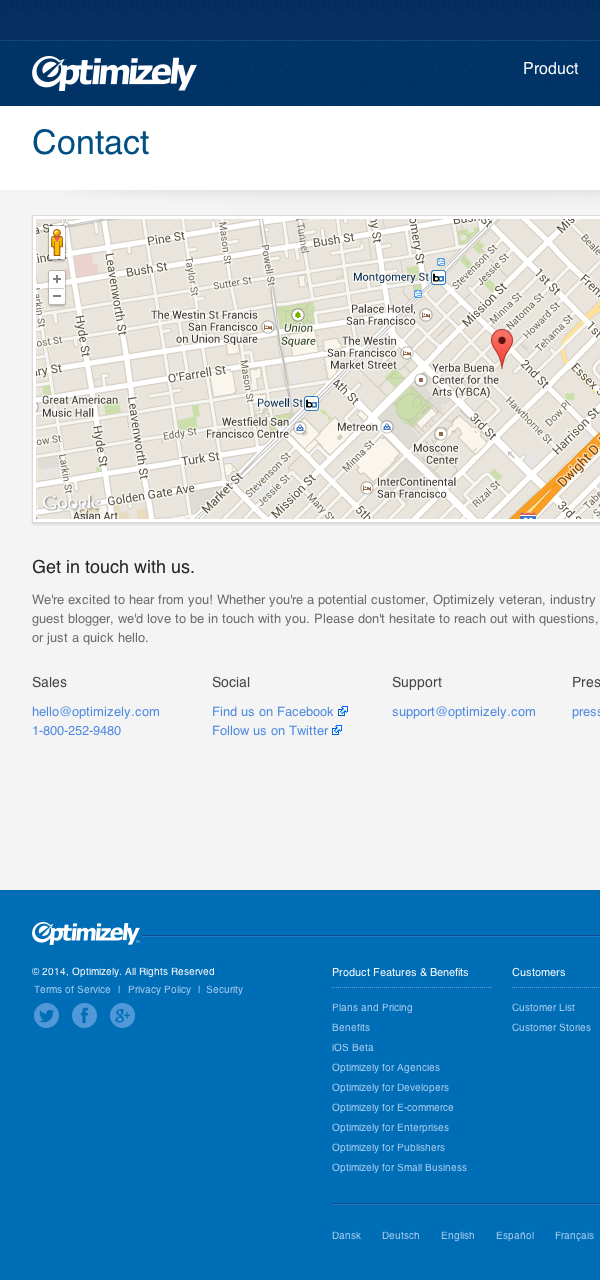 Optimizely
Product
Contact
Pine St
Bush St
Bush St
Taylor St
Mason St
Sutter St
Powell St
Leavenworth St
Hyde St
Montgomery St
Stevenson St
Jessie St
Mission St
Minna St
Natoma St
Howard St
Tehama St
1st St
2nd St
The Westin St Francis
San Francisco
on Union Square
Union
Square
Palace Hotel,
San Francisco
The Westin
San Francisco
Market Street
Yerba Buena
Center for the
Arts (YBCA)
O'Farrell St
Mason St
4th St
3rd St
Great American
Music Hall
Powell St
Westfield San
Francisco Centre
Metreon
Moscone
Center
Hawthorne St
Dow Pl
Harrison St
Eddy St
Turk St
Hyde St
Leavenworth St
Larkin St
Golden Gate Ave
Market St
Stevenson St
Jessie St
Mission St
Minna St
InterContinental
San Francisco
Rizal St
Google
Asian Art
5th
3rd St
Get in touch with us.
We're excited to hear from you! Whether you're a potential customer, Optimizely veteran, industry
guest blogger, we'd love to be in touch with you. Please don't hesitate to reach out with questions,
or just a quick hello.
Sales
Social
Support
Pres
hello@optimizely.com
Find us on Facebook
support@optimizely.com
press
1-800-252-9480
Follow us on Twitter
Optimizely
© 2014, Optimizely. All Rights Reserved
Terms of Service | Privacy Policy | Security
Product Features & Benefits
Customers
Plans and Pricing
Customer List
Benefits
Customer Stories
iOS Beta
Optimizely for Agencies
Optimizely for Developers
Optimizely for E-commerce
Optimizely for Enterprises
Optimizely for Publishers
Optimizely for Small Business
Dansk Deutsch English Español Français